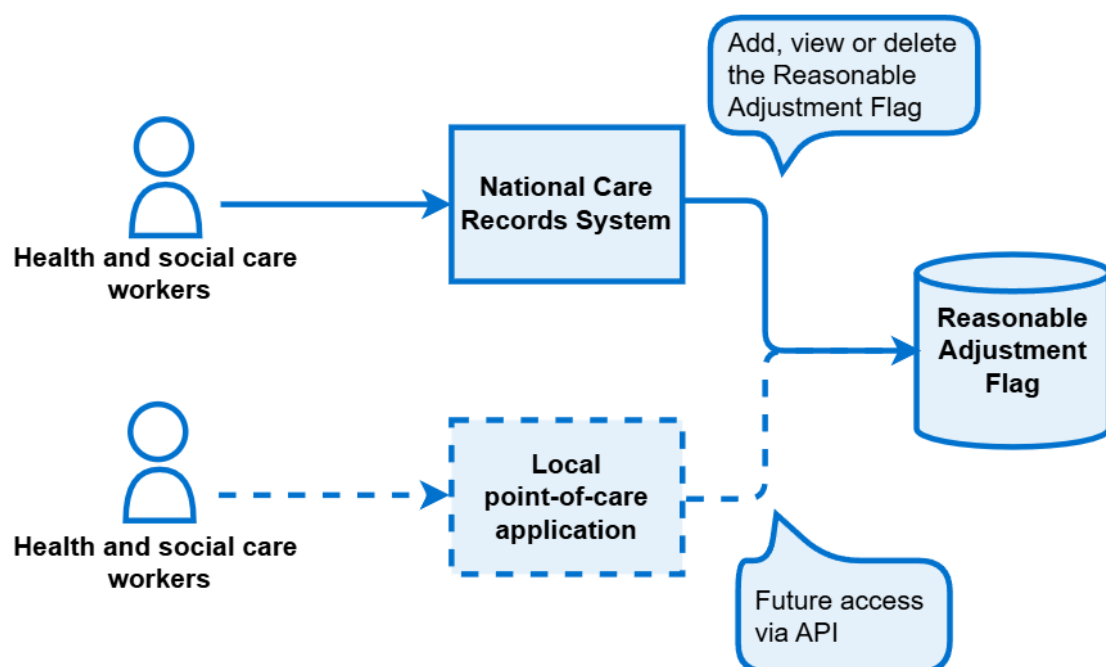 Add, view or delete
the Reasonable
Adjustment Flag
National Care
Records System
Health and social care
workers
Reasonable
Adjustment
Flag
Local
point-of-care
application
Health and social care
workers
Future access
via API